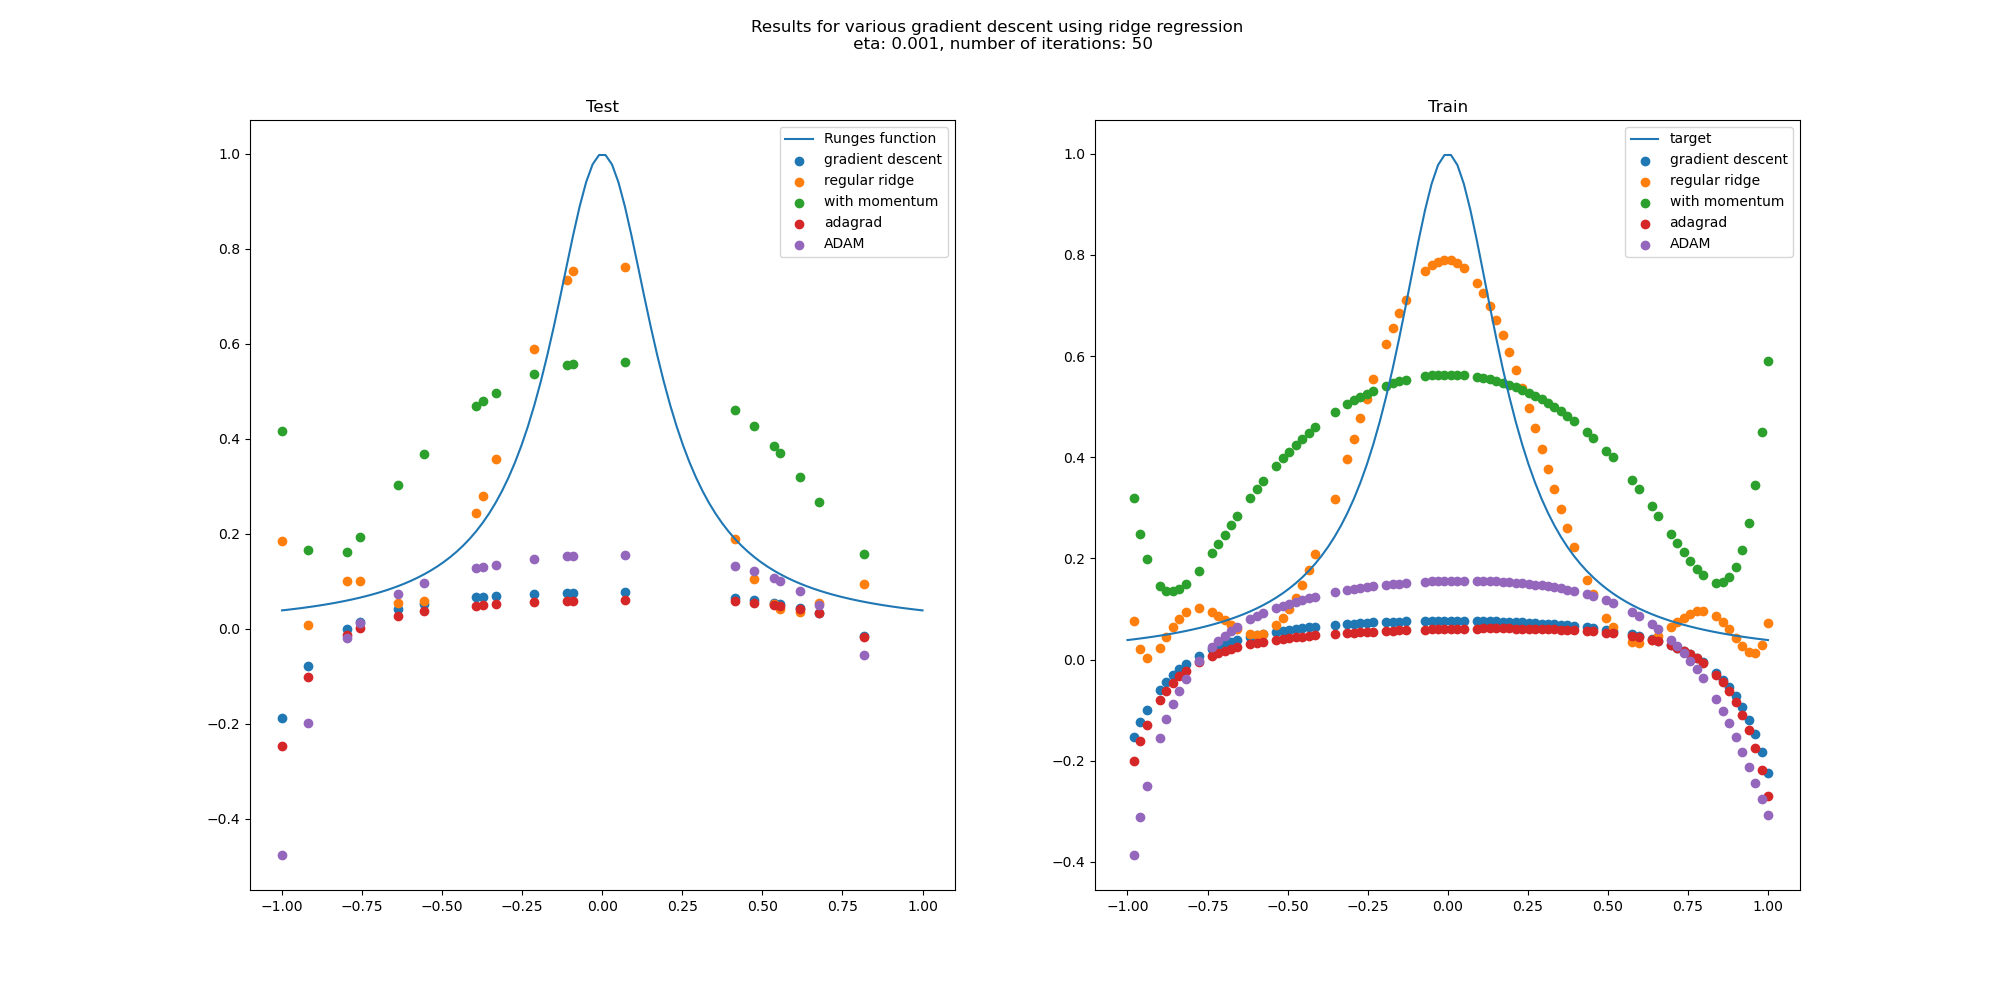 Results for various gradient descent using ridge regression
eta: 0.001, number of iterations: 50
Test
Runges function
gradient descent
regular ridge
with momentum
adagrad
ADAM
1.0
0.8
0.6
0.4
0.2
0.0
−0.2
−0.4
−1.00 −0.75 −0.50 −0.25 0.00 0.25 0.50 0.75 1.00
Train
target
gradient descent
regular ridge
with momentum
adagrad
ADAM
1.0
0.8
0.6
0.4
0.2
0.0
−0.2
−0.4
−1.00 −0.75 −0.50 −0.25 0.00 0.25 0.50 0.75 1.00